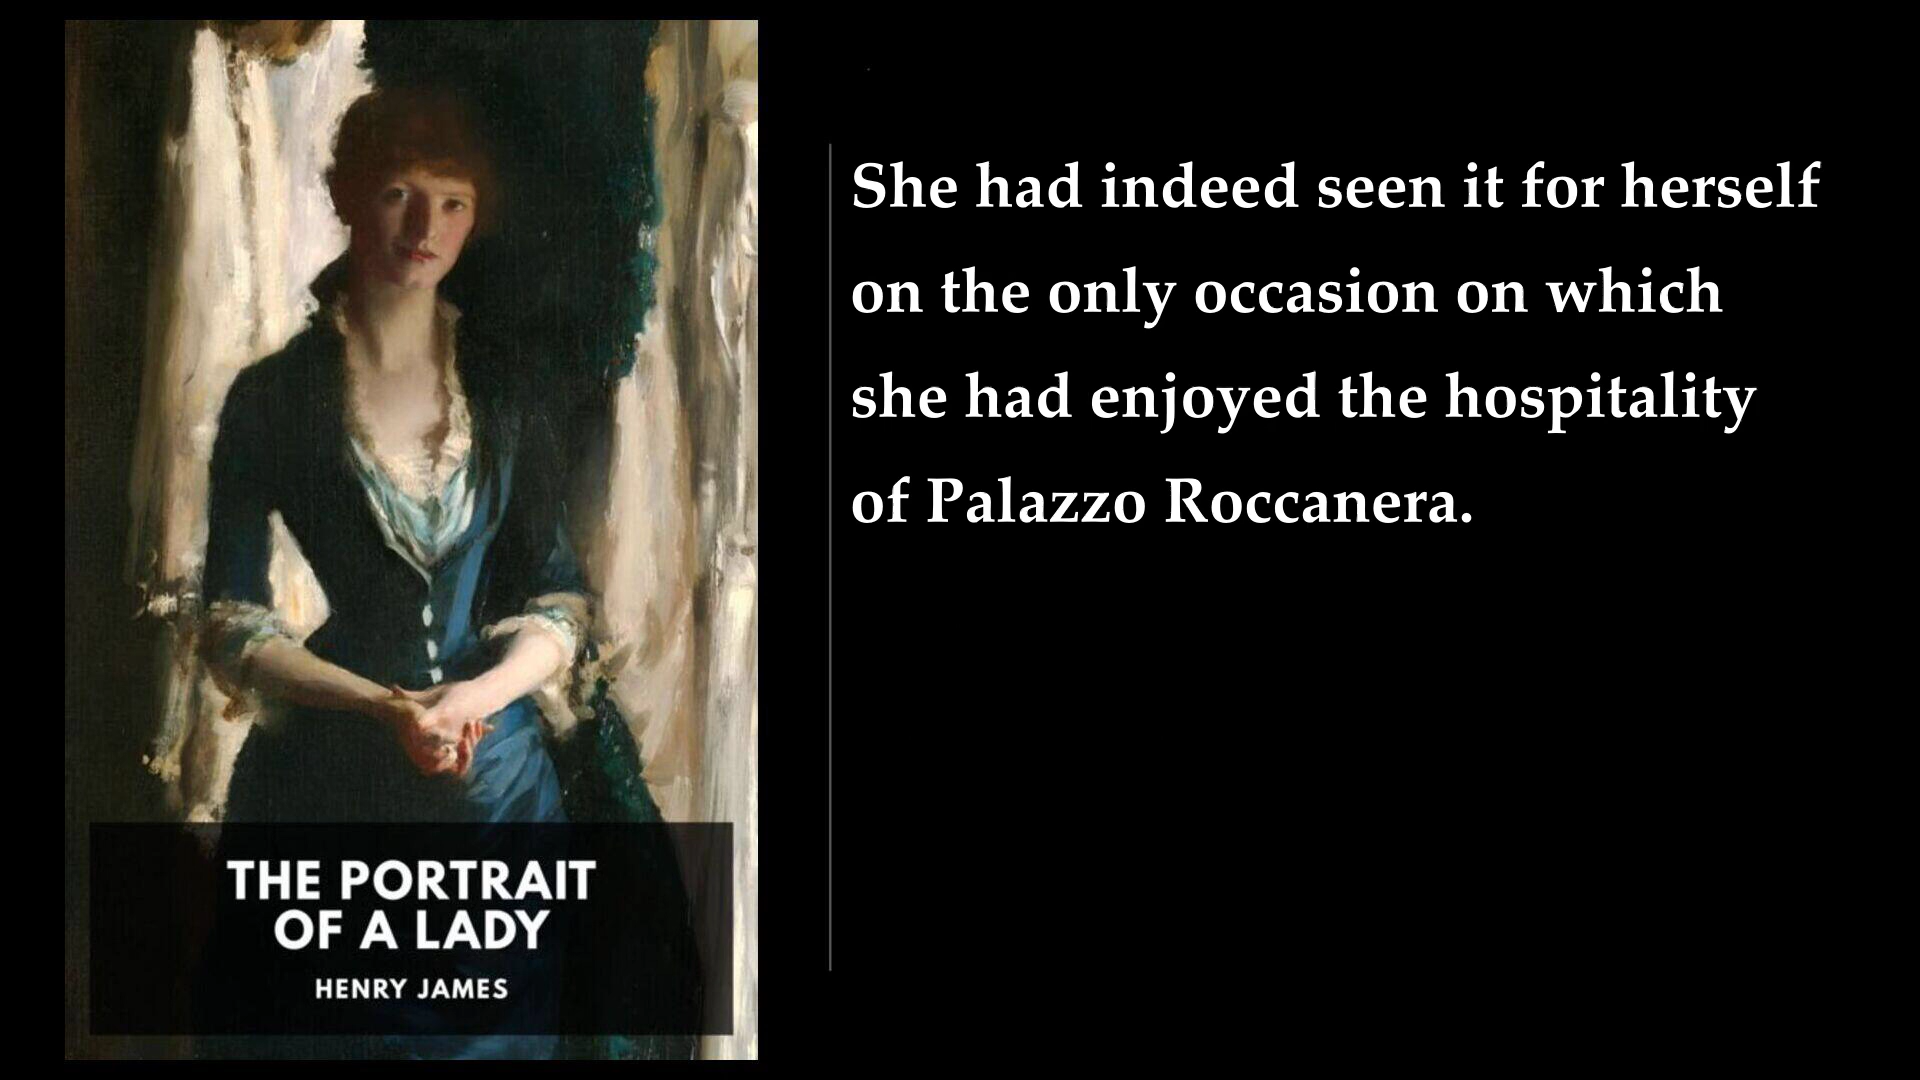 She had indeed seen it for herself
on the only occasion on which
she had enjoyed the hospitality
of Palazzo Roccanera.
THE PORTRAIT
OF A LADY
HENRY JAMES